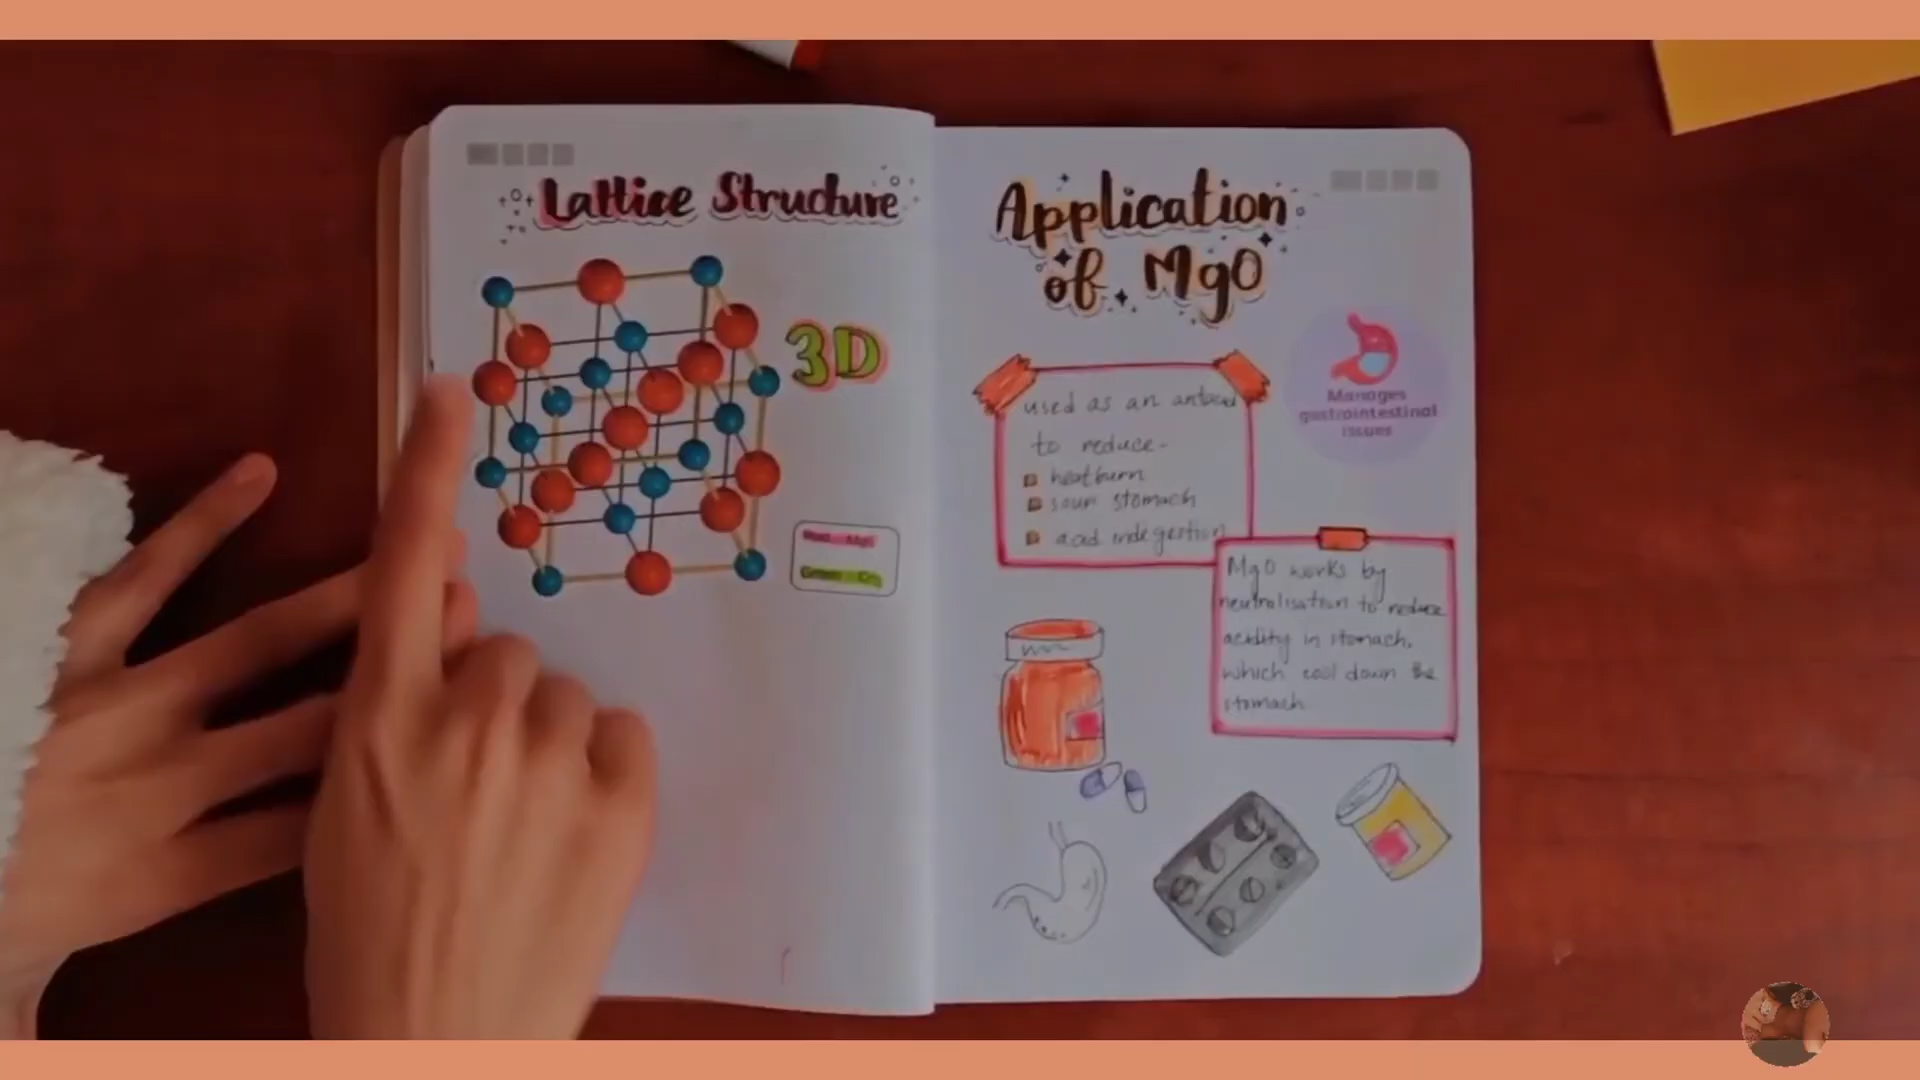 Lattice Structure
3D
Application
of MgO
used as an antacid
to reduce-
heatburn
sour stomach
acid indegestion
Manages
gastrointestinal
issues
MgO works by
neutralisation to reduce
acidity in stomach,
which cool down the
stomach